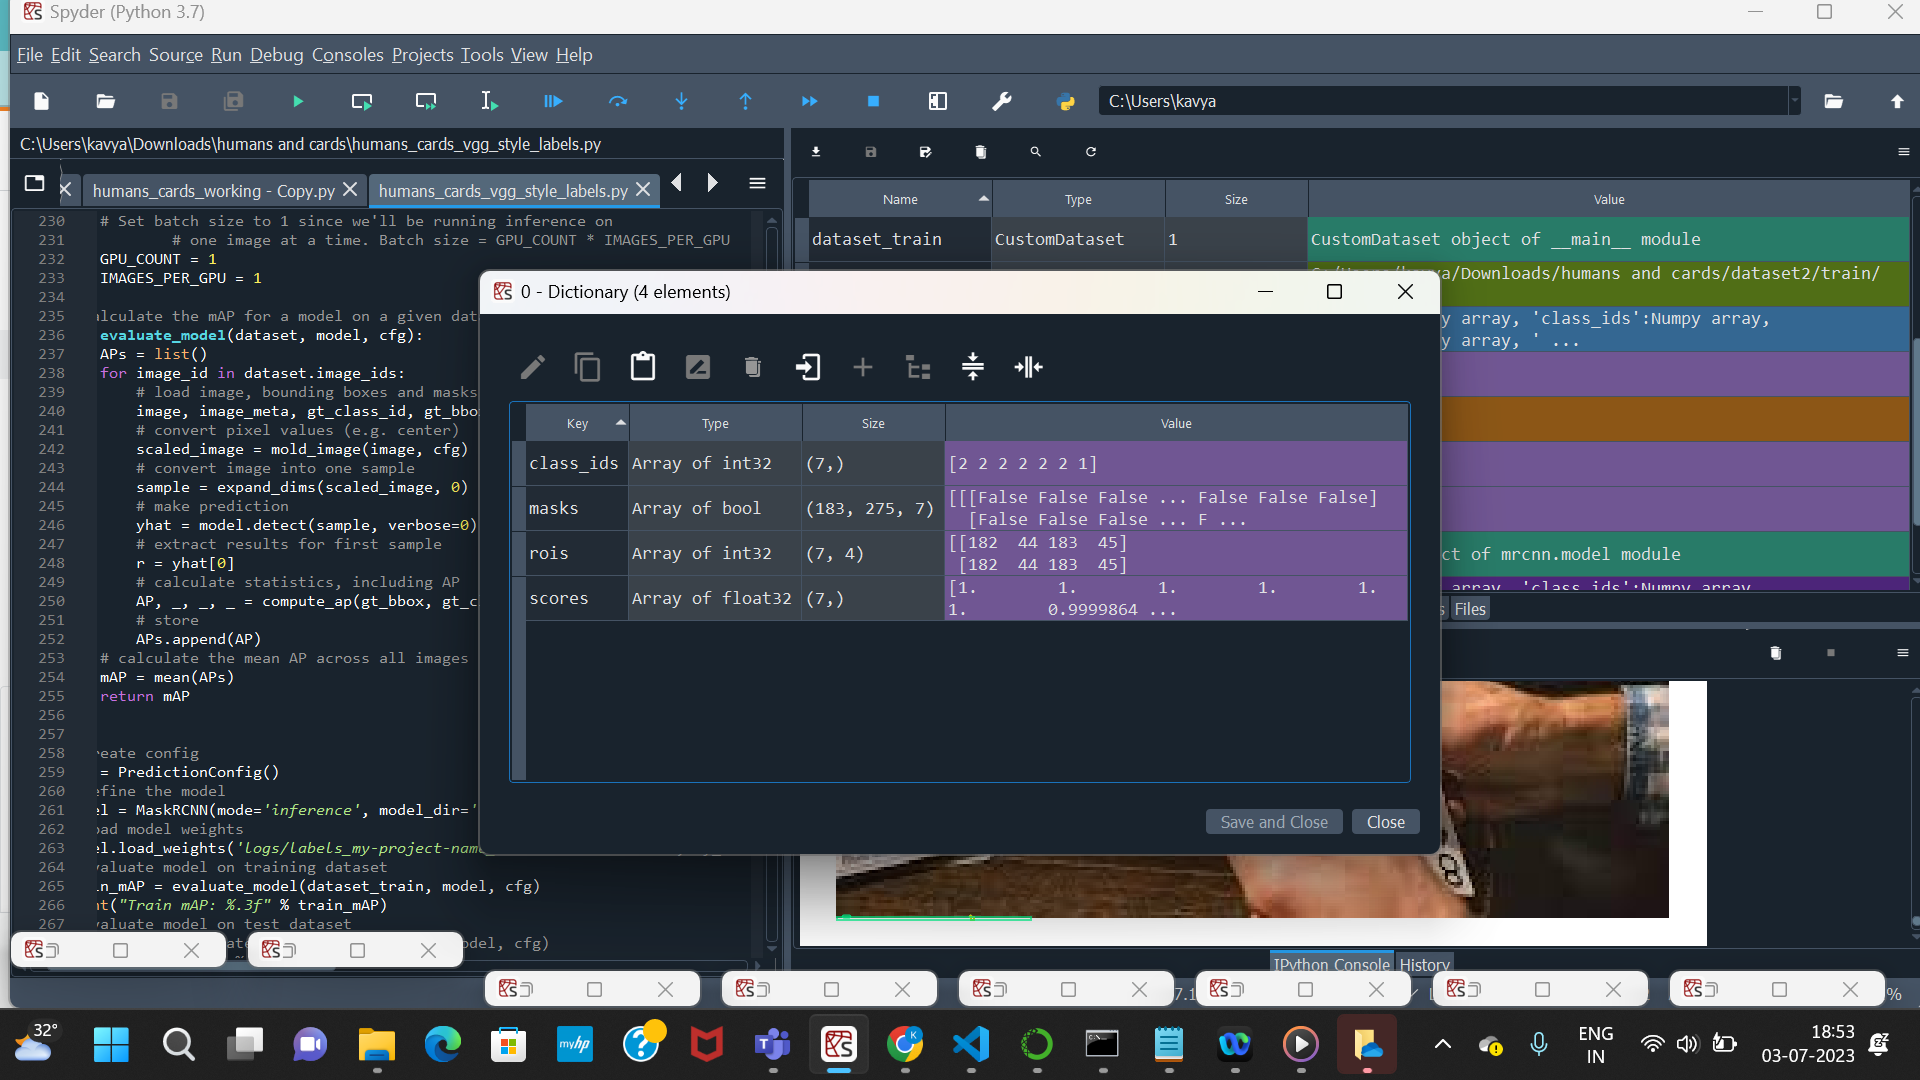 Spyder (Python 3.7)
File Edit Search Source Run Debug Consoles Projects Tools View Help
C:\Users\kavya
C:\Users\kavya\Downloads\humans and cards\humans_cards_vgg_style_labels.py
humans_cards_working - Copy.py
humans_cards_vgg_style_labels.py
230 # Set batch size to 1 since we'll be running inference on
231 # one image at a time. Batch size = GPU_COUNT * IMAGES_PER_GPU
232 GPU_COUNT = 1
233 IMAGES_PER_GPU = 1
234
235 alculate the mAP for a model on a given dat
236 evaluate_model(dataset, model, cfg):
237 APs = list()
238 for image_id in dataset.image_ids:
239 # load image, bounding boxes and masks
240 image, image_meta, gt_class_id, gt_bbo
241 # convert pixel values (e.g. center)
242 scaled_image = mold_image(image, cfg)
243 # convert image into one sample
244 sample = expand_dims(scaled_image, 0)
245 # make prediction
246 yhat = model.detect(sample, verbose=0)
247 # extract results for first sample
248 r = yhat[0]
249 # calculate statistics, including AP
250 AP, _, _, _ = compute_ap(gt_bbox, gt_c
251 # store
252 APs.append(AP)
253 # calculate the mean AP across all images
254 mAP = mean(APs)
255 return mAP
256
257
258 reate config
259 = PredictionConfig()
260 efine the model
261 el = MaskRCNN(mode='inference', model_dir='
262 oad model weights
263 el.load_weights('logs/labels_my-project-name_
264 valuate model on training dataset
265 in_mAP = evaluate_model(dataset_train, model, cfg)
266 nt("Train mAP: %.3f" % train_mAP)
267 valuate model on test dataset
odel, cfg)
Name Type Size Value
dataset_train CustomDataset 1 CustomDataset object of __main__ module
a/Downloads/humans and cards/dataset2/train/
y array, 'class_ids':Numpy array,
y array, ' ...
ct of mrcnn.model module
array, 'class_ids':Numpy array,
s Files
0 - Dictionary (4 elements)
Key Type Size Value
class_ids Array of int32 (7,) [2 2 2 2 2 2 1]
masks Array of bool (183, 275, 7) [[[False False False ... False False False]
[False False False ... F ...
rois Array of int32 (7, 4) [[182 44 183 45]
[182 44 183 45]
scores Array of float32 (7,) [1. 1. 1. 1. 1.
1. 0.9999864 ...
Save and Close Close
IPython Console History
7.1
%
32°
myhp
ENG
IN
18:53
03-07-2023